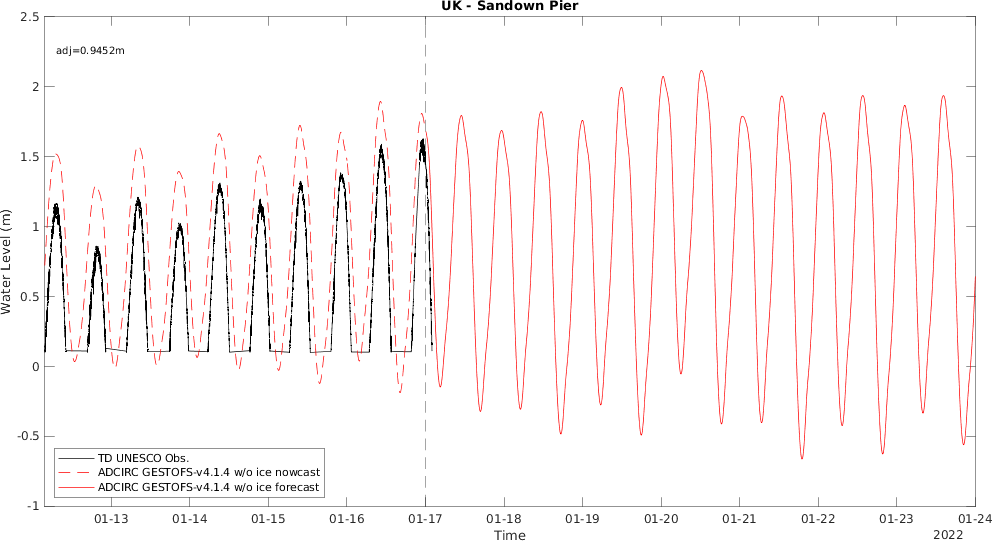 UK - Sandown Pier
adj=0.9452m
2.5
2
1.5
1
0.5
0
-0.5
-1
Water Level (m)
TD UNESCO Obs.
ADCIRC GESTOFS-v4.1.4 w/o ice nowcast
ADCIRC GESTOFS-v4.1.4 w/o ice forecast
01-13 01-14 01-15 01-16 01-17 01-18 01-19 01-20 01-21 01-22 01-23 01-24
Time
2022